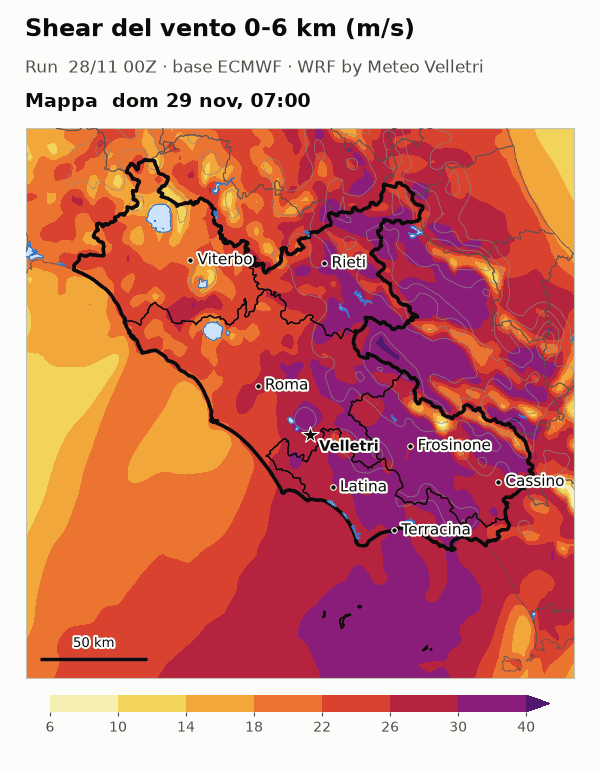 Shear del vento 0-6 km (m/s)
Run  28/11 00Z · base ECMWF · WRF by Meteo Velletri
Mappa  dom 29 nov, 07:00
Viterbo
Rieti
Roma
Velletri
Frosinone
Latina
Cassino
Terracina
50 km
6 10 14 18 22 26 30 40